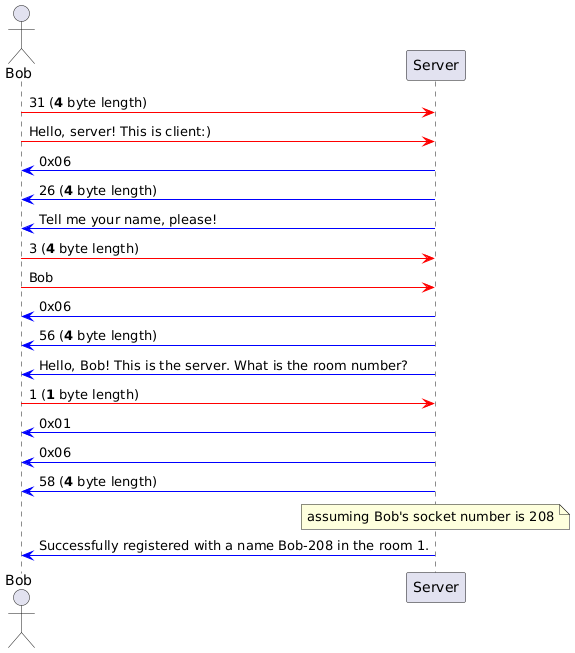 Bob
Server
31 (4 byte length)
Hello, server! This is client:)
0x06
26 (4 byte length)
Tell me your name, please!
3 (4 byte length)
Bob
0x06
56 (4 byte length)
Hello, Bob! This is the server. What is the room number?
1 (1 byte length)
0x01
0x06
58 (4 byte length)
assuming Bob's socket number is 208
Successfully registered with a name Bob-208 in the room 1.
Bob
Server